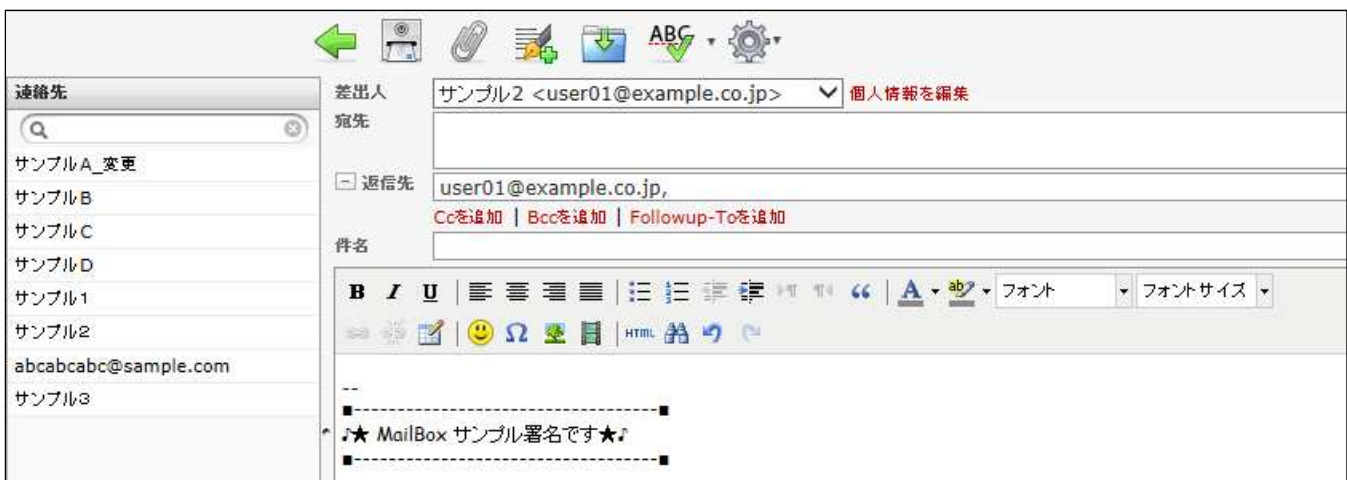 ABC
連絡先
サンプルA_変更
サンプルB
サンプルC
サンプルD
サンプル1
サンプル2
abcabcabc@sample.com
サンプル3
差出人 サンプル2 <user01@example.co.jp> 個人情報を編集
宛先
返信先 user01@example.co.jp,
Ccを追加 | Bccを追加 | Followup-Toを追加
件名
B I U A ab フォント フォントサイズ
Ω HTML
--
■-----------------------------------■
♪★ MailBox サンプル署名です★♪
■-----------------------------------■